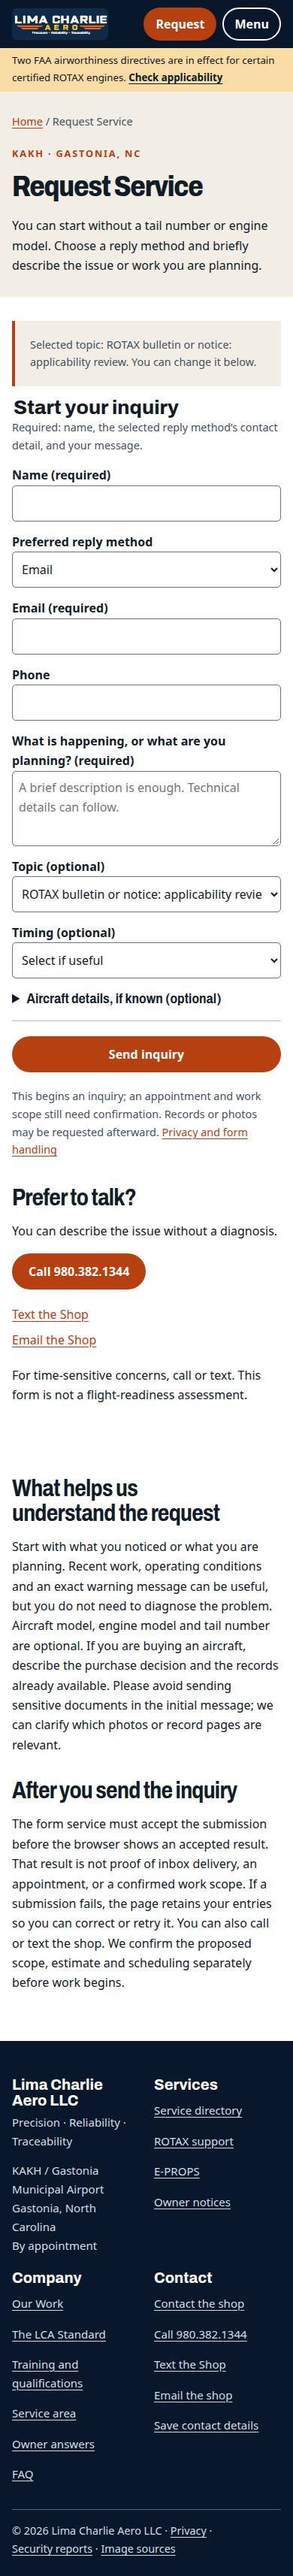 LIMA CHARLIE
AERO
Precision · Reliability · Traceability
Request
Menu
Two FAA airworthiness directives are in effect for certain
certified ROTAX engines. Check applicability
Home / Request Service
KAKH · GASTONIA, NC
Request Service
You can start without a tail number or engine
model. Choose a reply method and briefly
describe the issue or work you are planning.
Selected topic: ROTAX bulletin or notice:
applicability review. You can change it below.
Start your inquiry
Required: name, the selected reply method's contact
detail, and your message.
Name (required)
Preferred reply method
Email
Email (required)
Phone
What is happening, or what are you
planning? (required)
A brief description is enough. Technical
details can follow.
Topic (optional)
ROTAX bulletin or notice: applicability revie
Timing (optional)
Select if useful
Aircraft details, if known (optional)
Send inquiry
This begins an inquiry; an appointment and work
scope still need confirmation. Records or photos
may be requested afterward. Privacy and form
handling
Prefer to talk?
You can describe the issue without a diagnosis.
Call 980.382.1344
Text the Shop
Email the Shop
For time-sensitive concerns, call or text. This
form is not a flight-readiness assessment.
What helps us
understand the request
Start with what you noticed or what you are
planning. Recent work, operating conditions
and an exact warning message can be useful,
but you do not need to diagnose the problem.
Aircraft model, engine model and tail number
are optional. If you are buying an aircraft,
describe the purchase decision and the records
already available. Please avoid sending
sensitive documents in the initial message; we
can clarify which photos or record pages are
relevant.
After you send the inquiry
The form service must accept the submission
before the browser shows an accepted result.
That result is not proof of inbox delivery, an
appointment, or a confirmed work scope. If a
submission fails, the page retains your entries
so you can correct or retry it. You can also call
or text the shop. We confirm the proposed
scope, estimate and scheduling separately
before work begins.
Lima Charlie
Aero LLC
Precision · Reliability ·
Traceability
KAKH / Gastonia
Municipal Airport
Gastonia, North
Carolina
By appointment
Services
Service directory
ROTAX support
E-PROPS
Owner notices
Company
Our Work
The LCA Standard
Training and
qualifications
Service area
Owner answers
FAQ
Contact
Contact the shop
Call 980.382.1344
Text the Shop
Email the shop
Save contact details
© 2026 Lima Charlie Aero LLC · Privacy ·
Security reports · Image sources